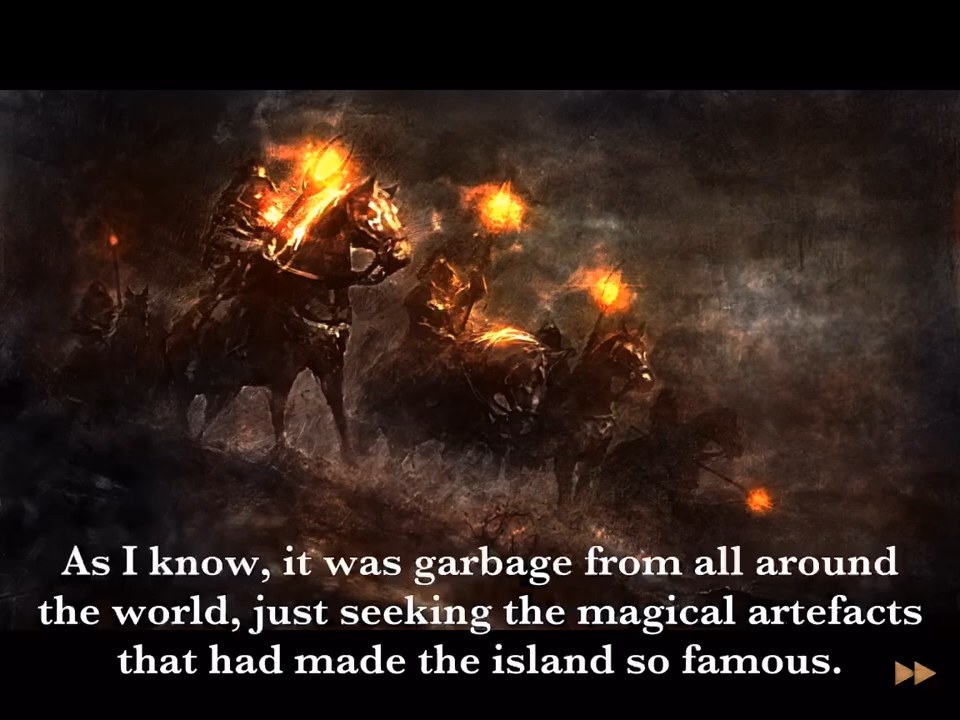 As I know, it was garbage from all around
the world, just seeking the magical artefacts
that had made the island so famous.